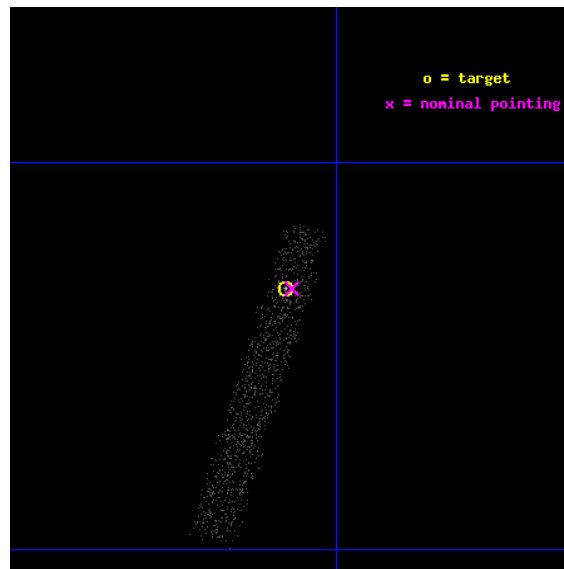 o = target
x = nominal pointing